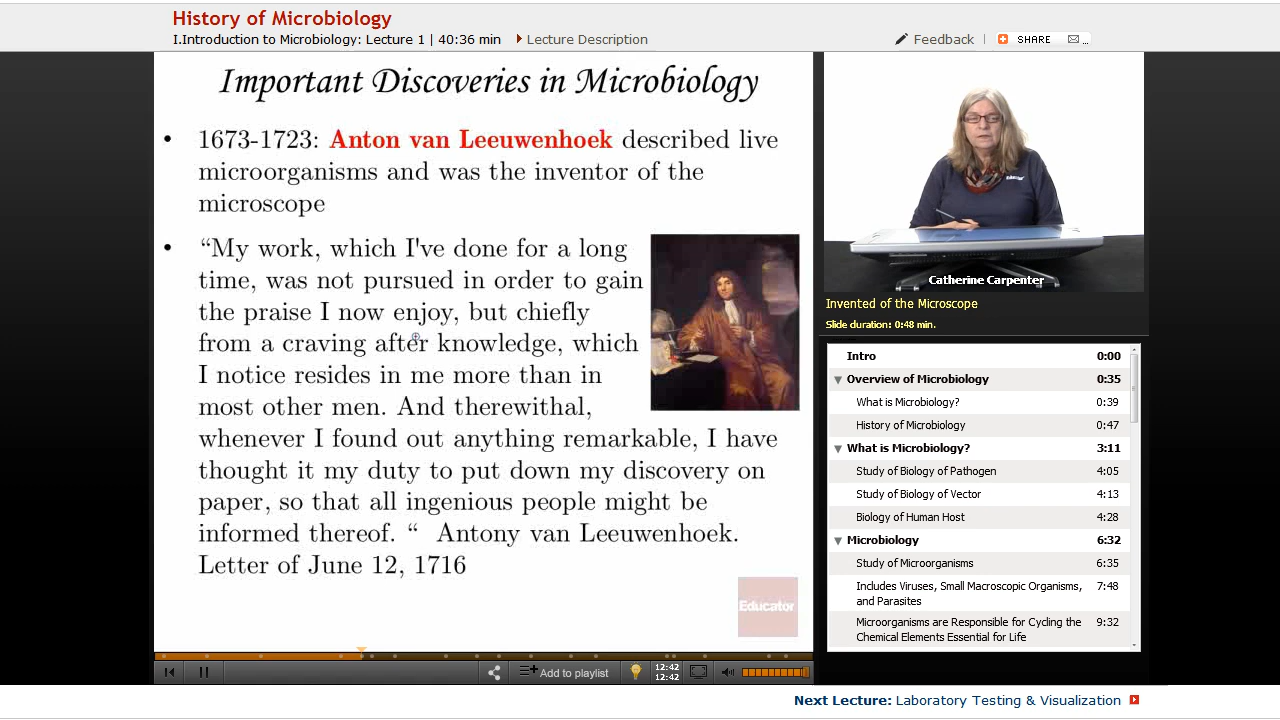 History of Microbiology
I.Introduction to Microbiology: Lecture 1 | 40:36 min Lecture Description
Feedback | SHARE ...
Important Discoveries in Microbiology
• 1673-1723: Anton van Leeuwenhoek described live
microorganisms and was the inventor of the
microscope
• “My work, which I've done for a long
time, was not pursued in order to gain
the praise I now enjoy, but chiefly
from a craving after knowledge, which
I notice resides in me more than in
most other men. And therewithal,
whenever I found out anything remarkable, I have
thought it my duty to put down my discovery on
paper, so that all ingenious people might be
informed thereof. “ Antony van Leeuwenhoek.
Letter of June 12, 1716
Educator
Catherine Carpenter
Invented of the Microscope
Slide duration: 0:48 min.
Intro 0:00
Overview of Microbiology 0:35
What is Microbiology? 0:39
History of Microbiology 0:47
What is Microbiology? 3:11
Study of Biology of Pathogen 4:05
Study of Biology of Vector 4:13
Biology of Human Host 4:28
Microbiology 6:32
Study of Microorganisms 6:35
Includes Viruses, Small Macroscopic Organisms, 7:48
and Parasites
Microorganisms are Responsible for Cycling the 9:32
Chemical Elements Essential for Life
Add to playlist 12:42
12:42
Next Lecture: Laboratory Testing & Visualization